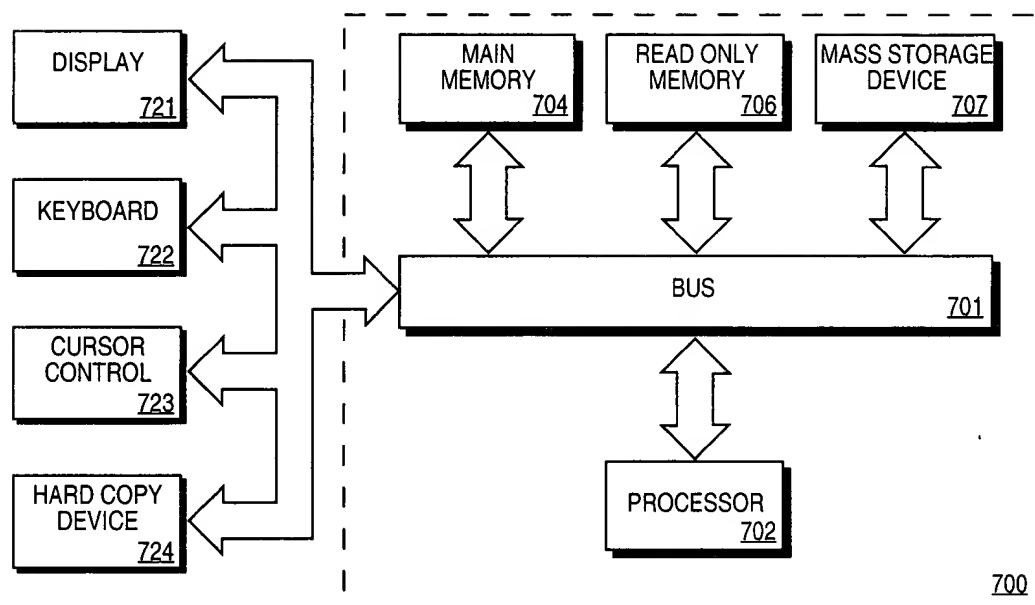 DISPLAY
721
KEYBOARD
722
CURSOR
CONTROL
723
HARD COPY
DEVICE
724
MAIN
MEMORY
704
READ ONLY
MEMORY
706
MASS STORAGE
DEVICE
707
BUS
701
PROCESSOR
702
700